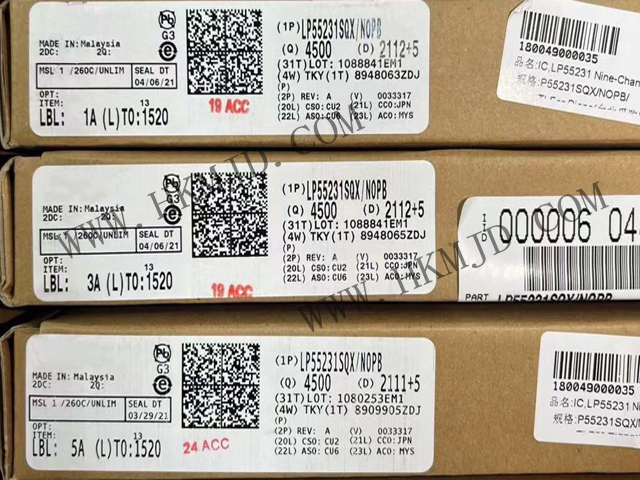 MADE IN: Malaysia
2DC: 2Q:
Pb
G3
e
MSL 1 /260C/UNLIM SEAL DT
04/06/21
OPT:
ITEM:
LBL: 1A (L)TO:1520
13
19 ACC
(1P) LP55231SQX/NOPB
(Q) 4500 (D) 2112+5
(31T)LOT: 1088841EM1
(4W) TKY(1T) 8948063ZDJ
(P)
(2P) REV: A (V) 0033317
(20L) CSO: CU2 (21L) CCO:JPN
(22L) ASO: CU6 (23L) ACO:MYS
180049000035
品名:IC,LP55231 Nine-Chan
规格:P55231SQX/NOPB/
MADE IN: Malaysia
2DC: 2Q:
Pb
G3
e
MSL 1 /260C/UNLIM SEAL DT
04/06/21
OPT:
ITEM:
LBL: 3A (L)TO:1520
13
19 ACC
(1P) LP55231SQX/NOPB
(Q) 4500 (D) 2112+5
(31T)LOT: 1088841EM1
(4W) TKY(1T) 8948065ZDJ
(P)
(2P) REV: A (V) 0033317
(20L) CSO: CU2 (21L) CCO:JPN
(22L) ASO: CU6 (23L) ACO: MYS
ID 000006
PART LP55231SQX/NOPB
MADE IN: Malaysia
2DC: 2Q:
Pb
G3
e
MSL 1 /260C/UNLIM SEAL DT
03/29/21
OPT:
ITEM:
LBL: 5A (L)TO:1520
13
24 ACC
(1P) LP55231SQX/NOPB
(Q) 4500 (D) 2111+5
(31T)LOT: 1080253EM1
(4W) TKY(1T) 8909905ZDJ
(P)
(2P) REV: A (V) 0033317
(20L) CSO: CU2 (21L) CCO:JPN
(22L) ASO: CU6 (23L) ACO: MYS
180049000035
品名:IC,LP55231 Ni
规格:P55231SQX/
WWW.HKMJD.COM
WWW.HKMJD.COM